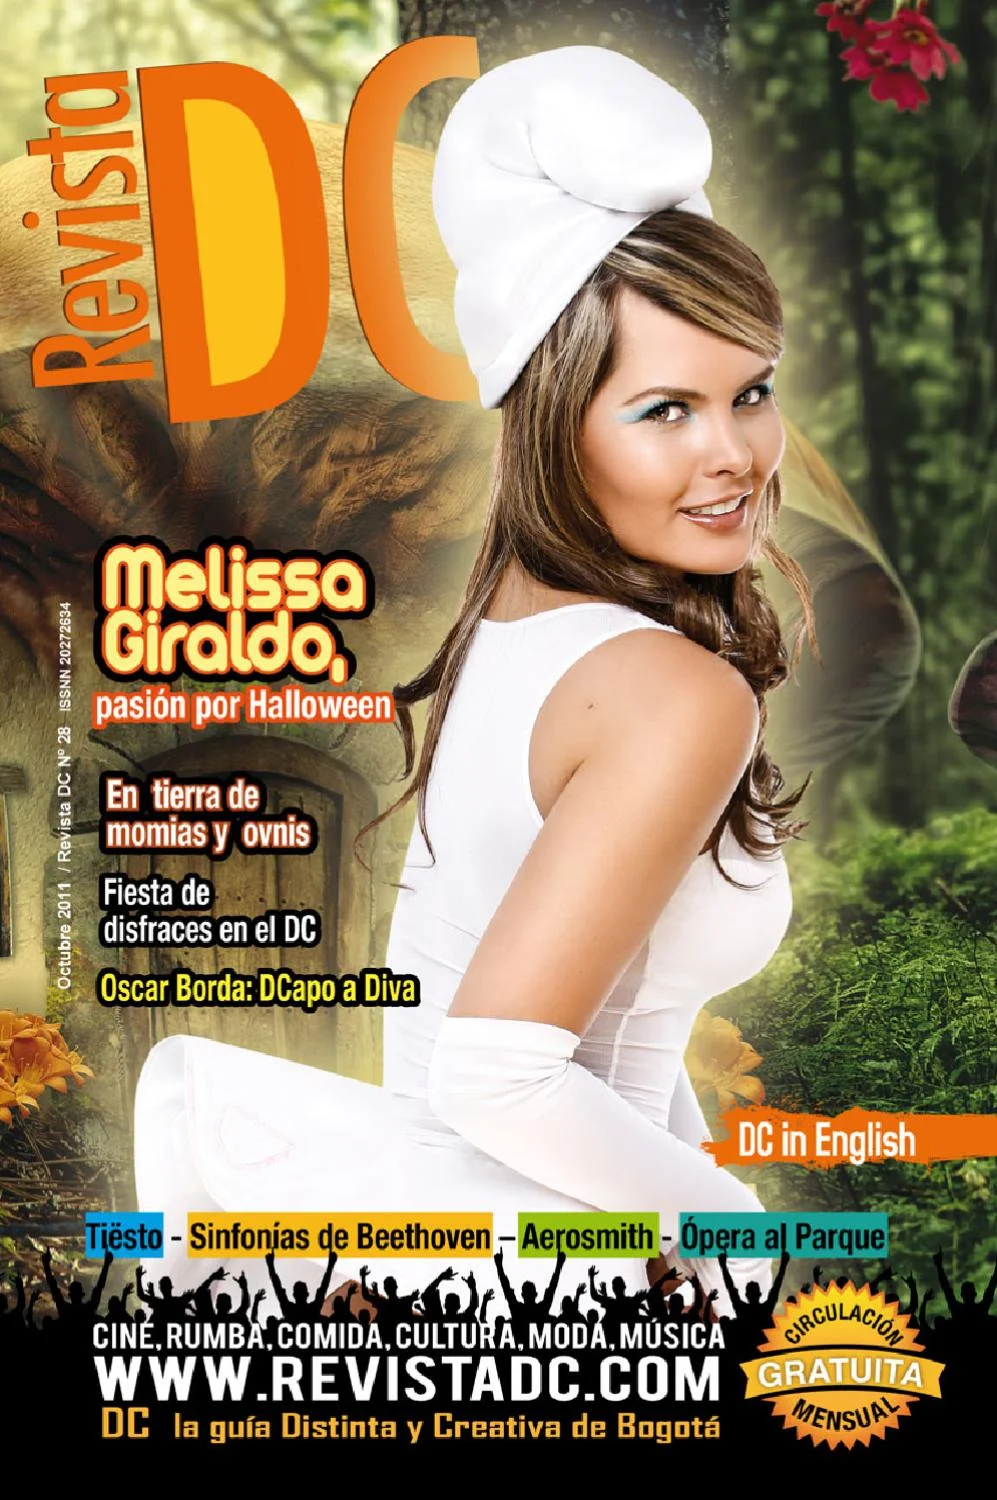 Revista
DC
Melissa
Giraldo,
pasión por Halloween
En tierra de
momias y ovnis
Fiesta de
disfraces en el DC
Oscar Borda: DCapo a Diva
Octubre 2011 / Revista DC Nº 28 ISSNN 20272634
DC in English
Tiësto - Sinfonías de Beethoven – Aerosmith - Ópera al Parque
CINE, RUMBA, COMIDA, CULTURA, MODA, MÚSICA
WWW.REVISTADC.COM
DC la guía Distinta y Creativa de Bogotá
CIRCULACIÓN
GRATUITA
MENSUAL